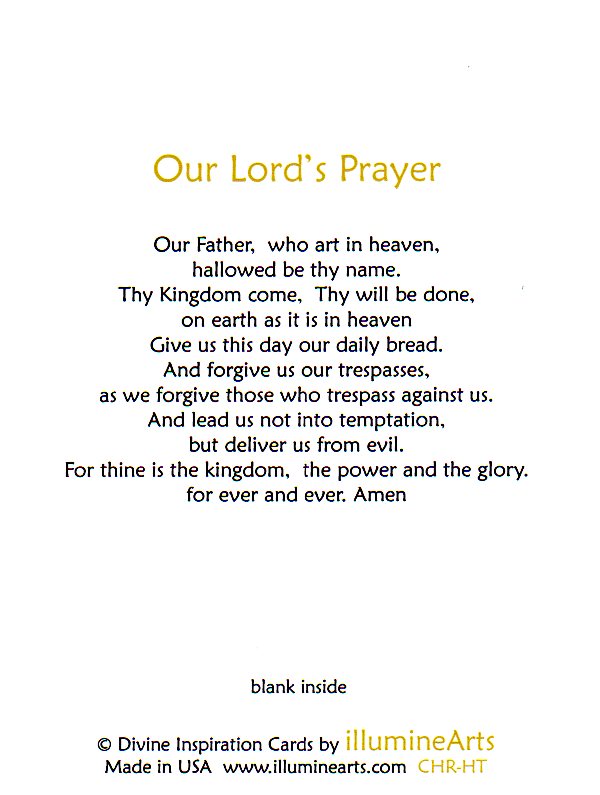 Our Lord's Prayer
Our Father, who art in heaven,
hallowed be thy name.
Thy Kingdom come, Thy will be done,
on earth as it is in heaven
Give us this day our daily bread.
And forgive us our trespasses,
as we forgive those who trespass against us.
And lead us not into temptation,
but deliver us from evil.
For thine is the kingdom, the power and the glory.
for ever and ever. Amen
blank inside
© Divine Inspiration Cards by illumineArts
Made in USA www.illuminearts.com CHR-HT